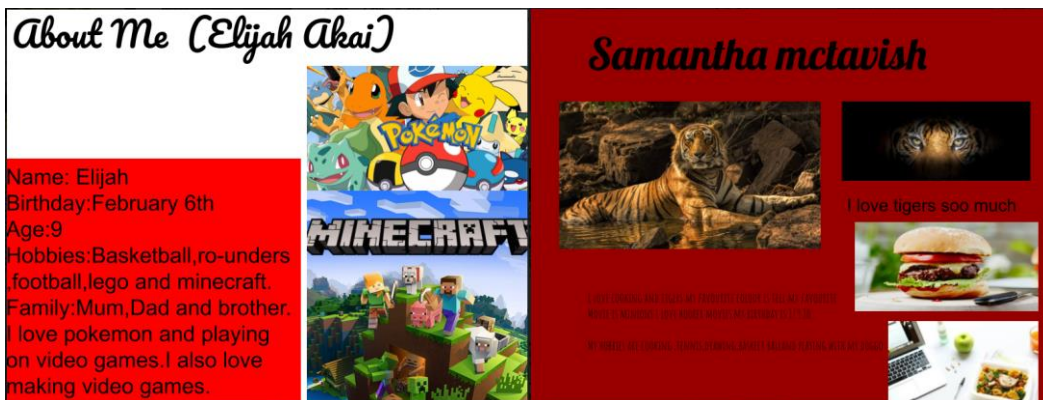 About Me (Elijah Akai)
POKéMON
Name: Elijah
Birthday:February 6th
Age:9
Hobbies:Basketball,ro-unders
,football,lego and minecraft.
Family:Mum,Dad and brother.
I love pokemon and playing
on video games.I also love
making video games.
MINECRAFT
Samantha mctavish
I love tigers soo much